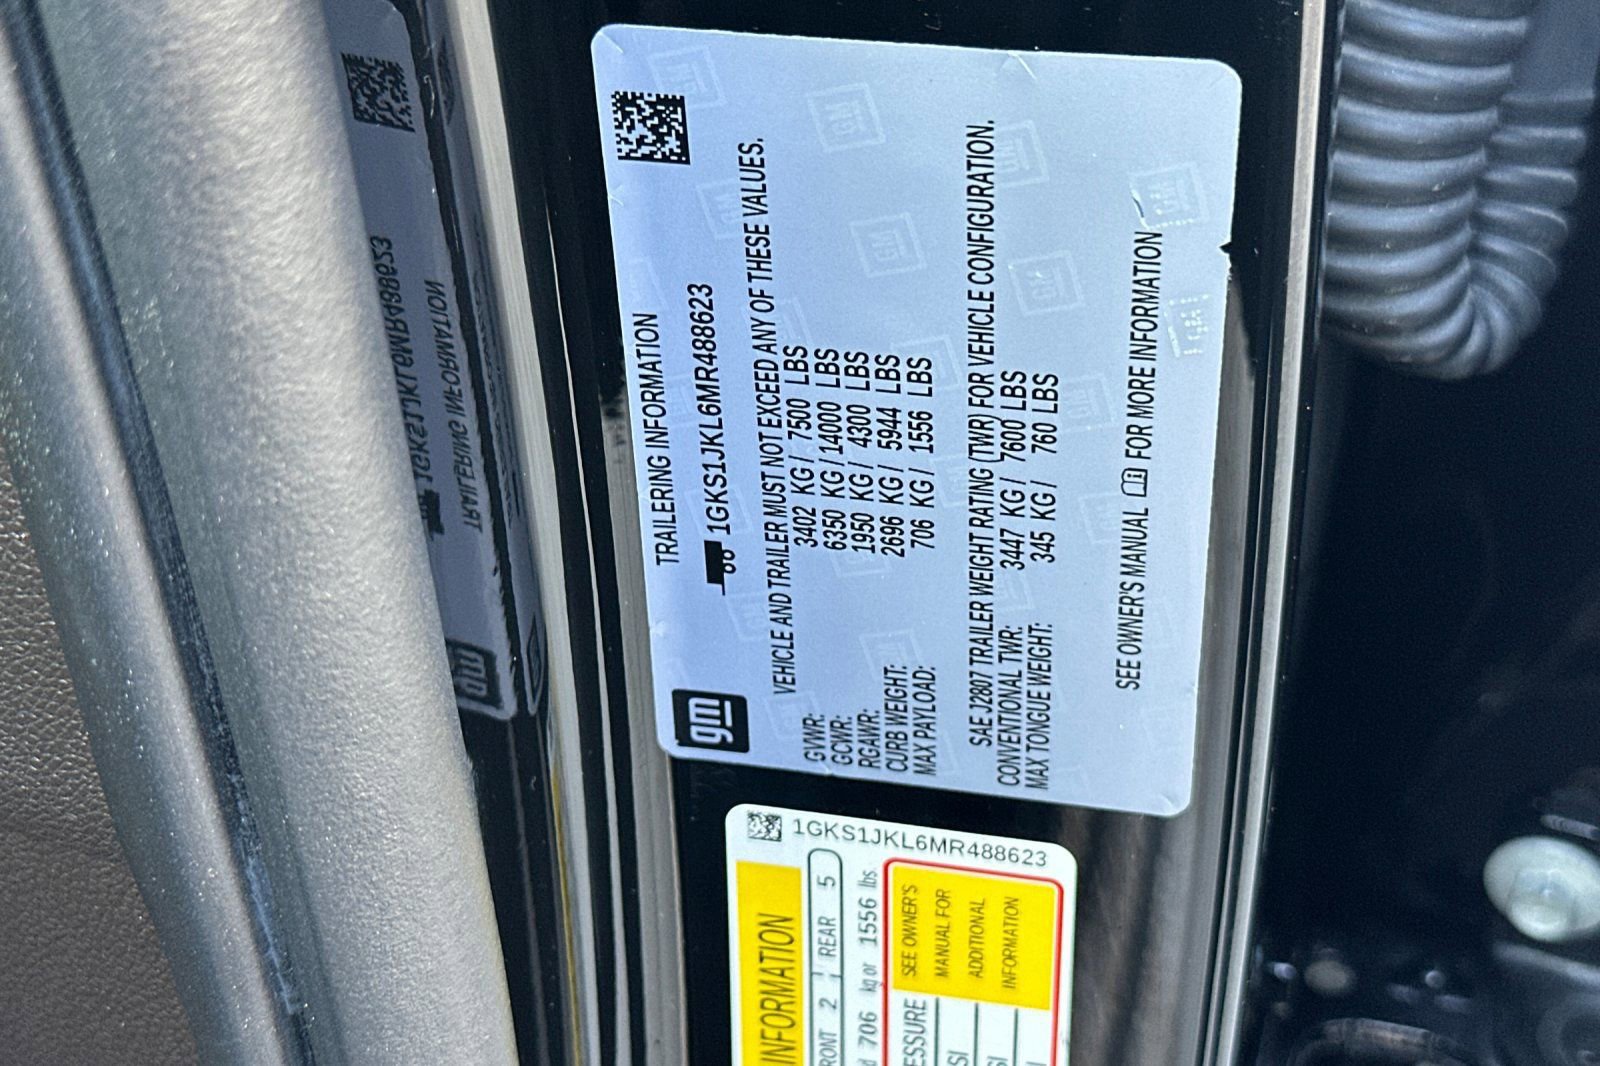 TRAILERING INFORMATION
1GKS1JKL6MR488623
gm
VEHICLE AND TRAILER MUST NOT EXCEED ANY OF THESE VALUES.
GVWR: 3402 KG / 7500 LBS
GCWR: 6350 KG / 14000 LBS
RGAWR: 1950 KG / 4300 LBS
CURB WEIGHT: 2696 KG / 5944 LBS
MAX PAYLOAD: 706 KG / 1556 LBS
SAE J2807 TRAILER WEIGHT RATING (TWR) FOR VEHICLE CONFIGURATION.
CONVENTIONAL TWR: 3447 KG / 7600 LBS
MAX TONGUE WEIGHT: 345 KG / 760 LBS
SEE OWNER'S MANUAL FOR MORE INFORMATION
1GKS1JKL6MR488623
INFORMATION
RONT 2 REAR 5
d 706 kg or 1556 lbs.
ESSURE
SEE OWNER'S
MANUAL FOR
ADDITIONAL
INFORMATION
SI
SI
I